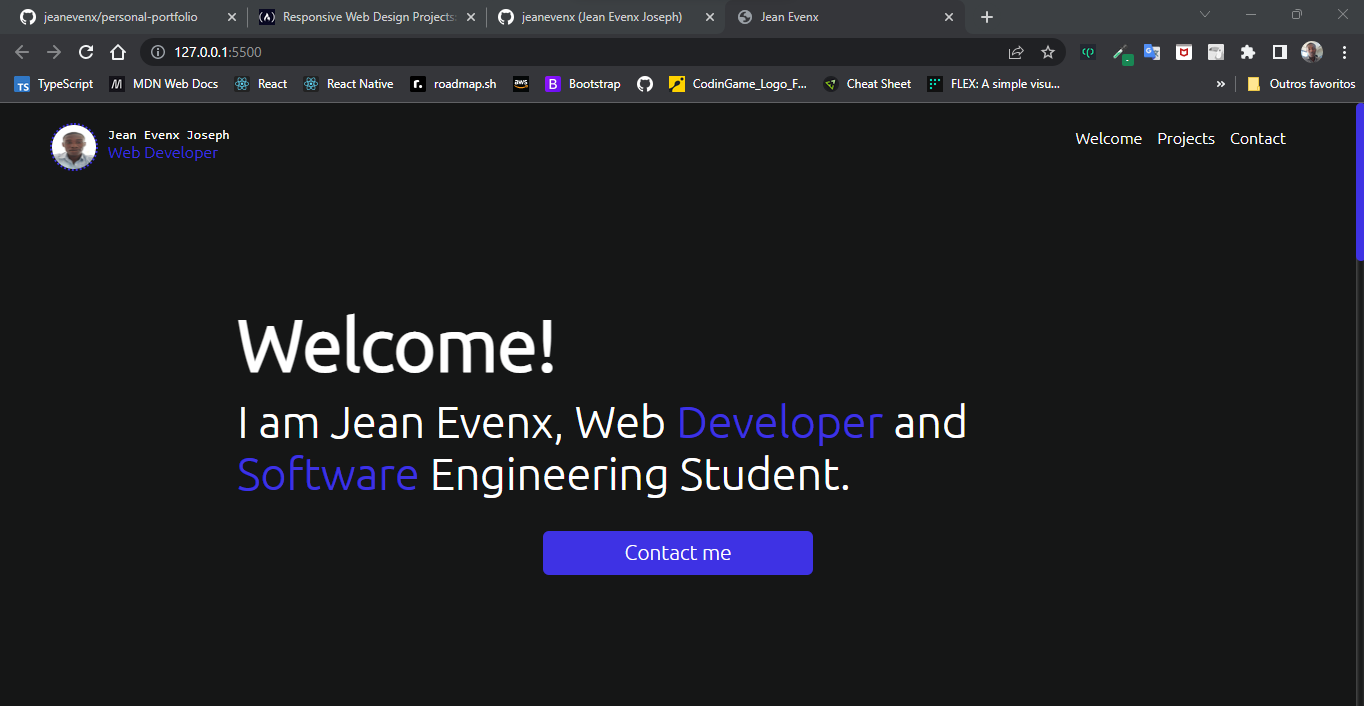 jeanevenx/personal-portfolio
Responsive Web Design Projects
jeanevenx (Jean Evenx Joseph)
Jean Evenx
127.0.0.1:5500
TS TypeScript
M MDN Web Docs
React
React Native
r. roadmap.sh
aws
B Bootstrap
CodinGame_Logo_F...
Cheat Sheet
FLEX: A simple visu...
»
Outros favoritos
Jean Evenx Joseph
Web Developer
Welcome Projects Contact
Welcome!
I am Jean Evenx, Web Developer and
Software Engineering Student.
Contact me